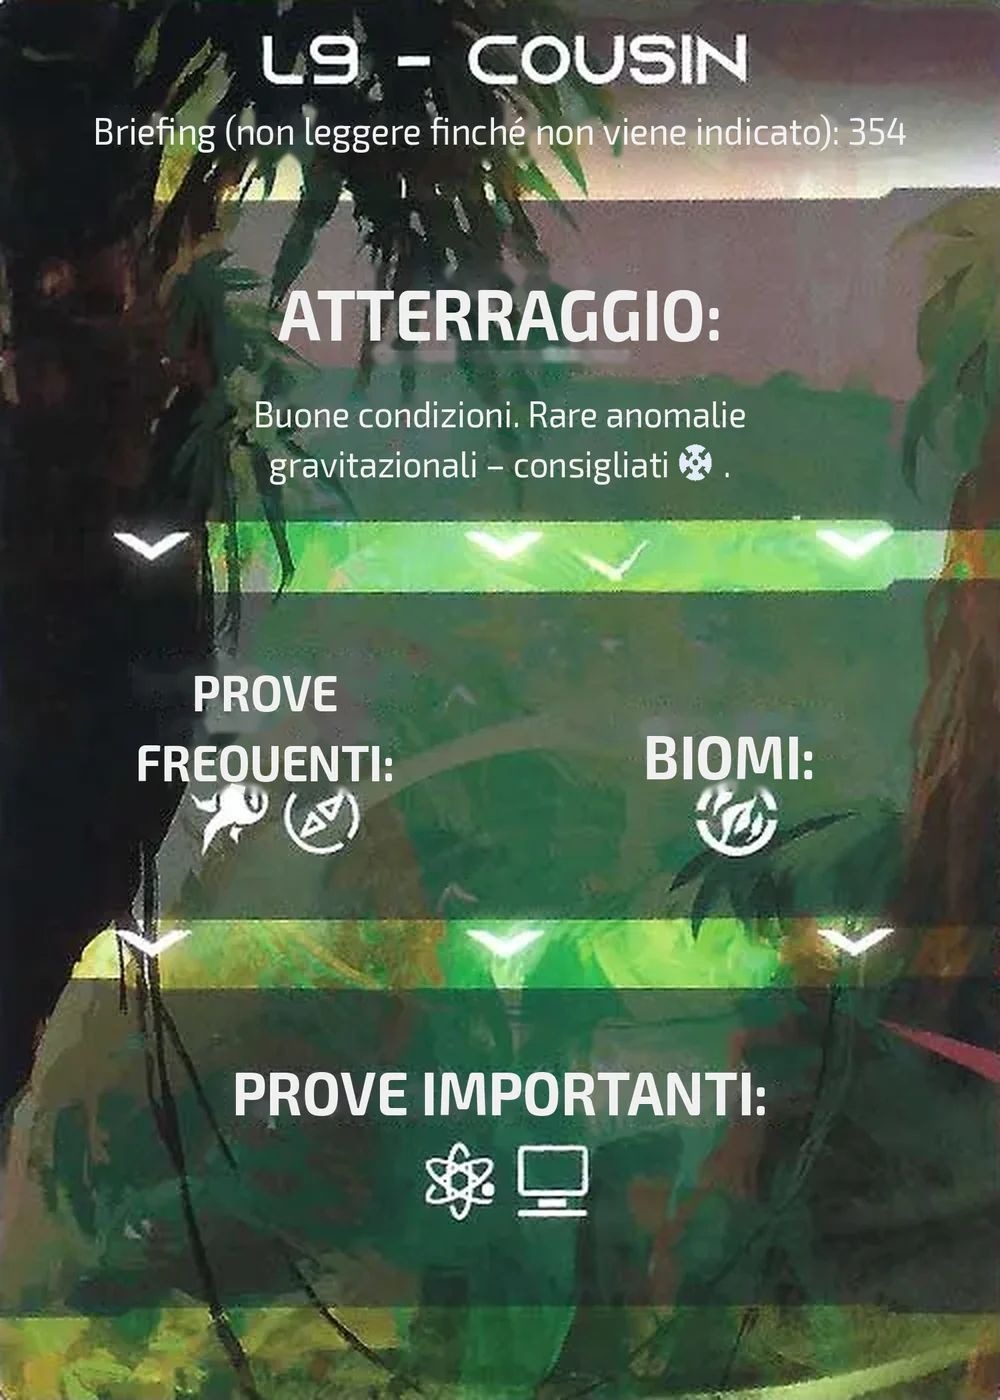 L9 - COUSIN
Briefing (non leggere finché non viene indicato): 354
ATTERRAGGIO:
Buone condizioni. Rare anomalie
gravitazionali – consigliati .
PROVE
FREQUENTI:
BIOMI:
PROVE IMPORTANTI: